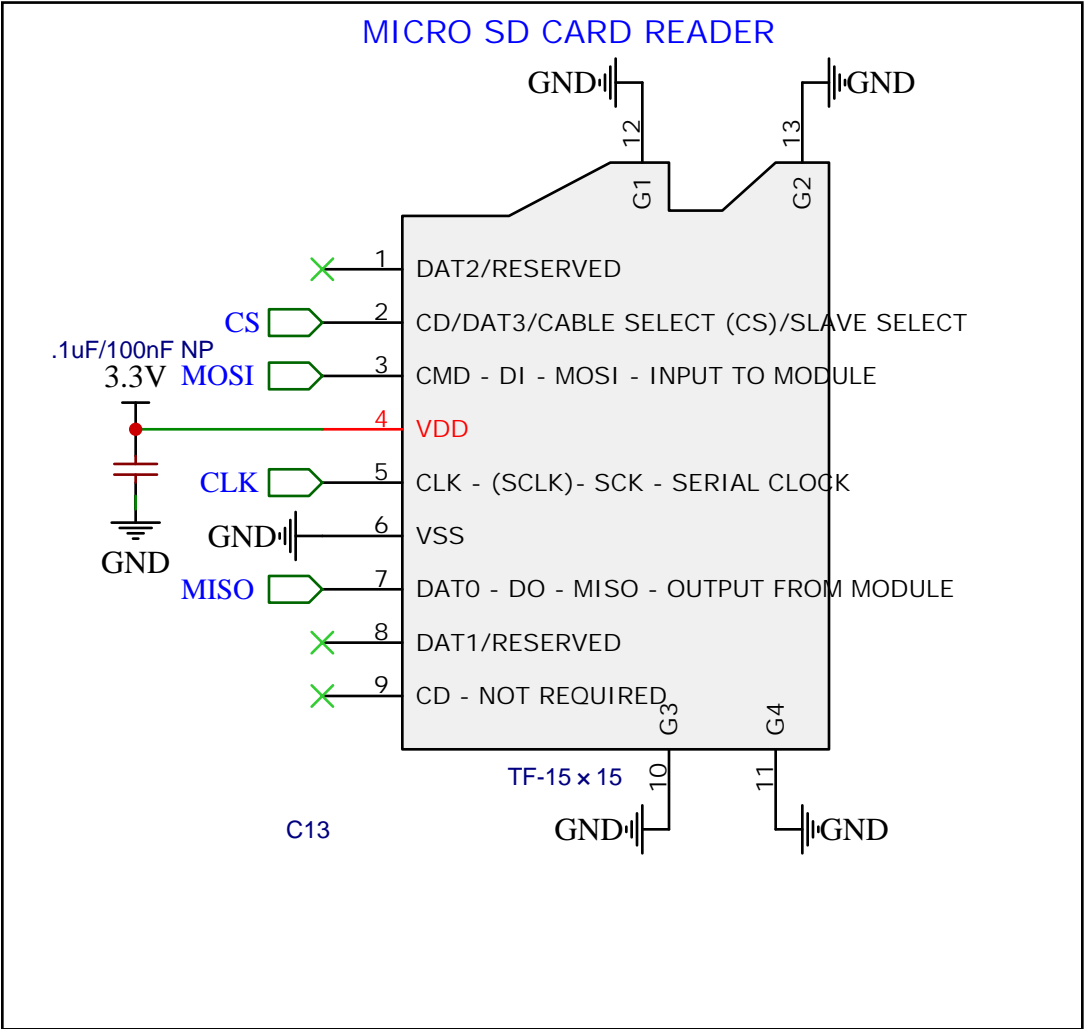 MICRO SD CARD READER
GND
GND
12
13
G1
G2
1
DAT2/RESERVED
CS
2
CD/DAT3/CABLE SELECT (CS)/SLAVE SELECT
.1uF/100nF NP
3.3V
MOSI
3
CMD - DI - MOSI - INPUT TO MODULE
4
VDD
CLK
5
CLK - (SCLK)- SCK - SERIAL CLOCK
GND
6
VSS
GND
MISO
7
DAT0 - DO - MISO - OUTPUT FROM MODULE
8
DAT1/RESERVED
9
CD - NOT REQUIRED
G3
G4
TF-15×15
10
11
C13
GND
GND